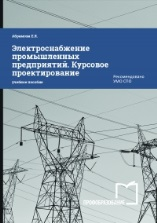 Абрамова Е.Я.
Электроснабжение
промышленных
предприятий. Курсовое
проектирование
учебное пособие
Рекомендовано
УМО СПО